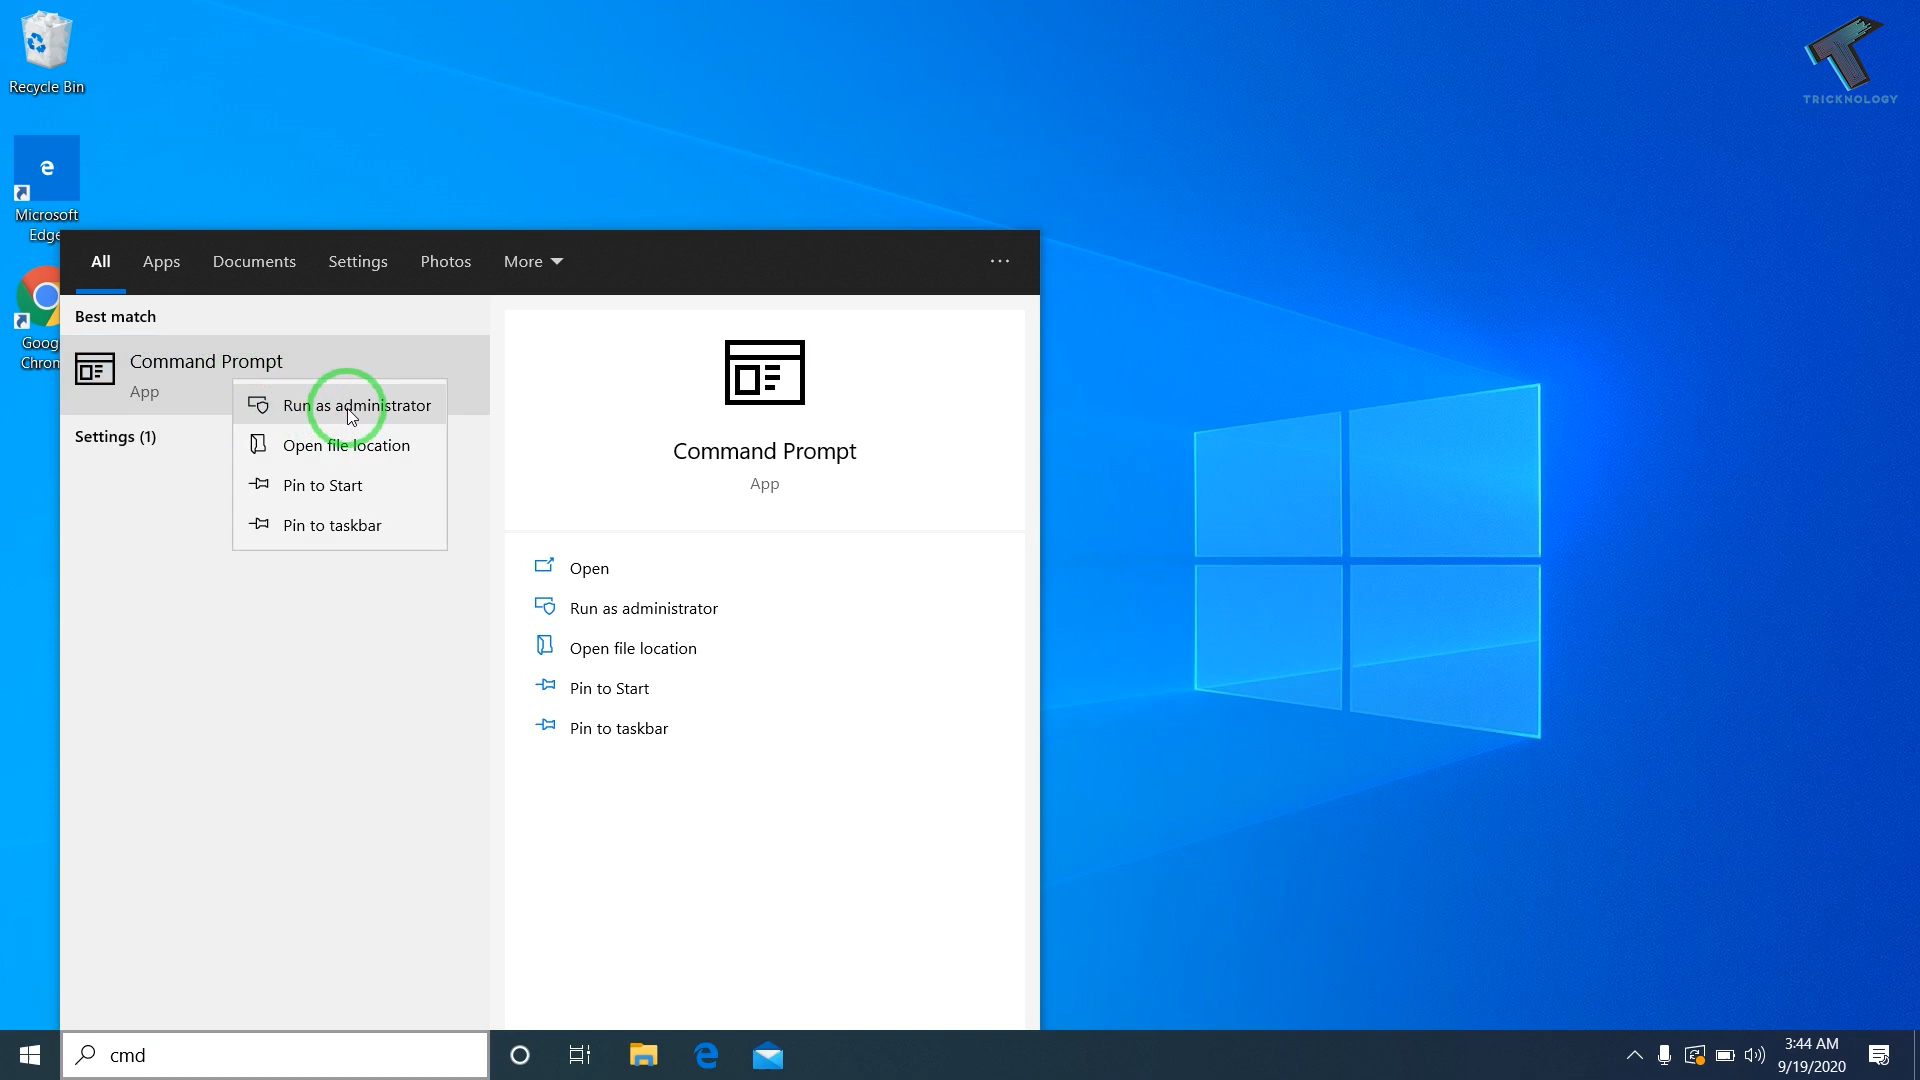 Recycle Bin
Microsoft
Edge
Goog
Chron
TRICKNOLOGY
All Apps Documents Settings Photos More
Best match
Command Prompt
App
Run as administrator
Open file location
Pin to Start
Pin to taskbar
Settings (1)
Command Prompt
App
Open
Run as administrator
Open file location
Pin to Start
Pin to taskbar
cmd
3:44 AM
9/19/2020